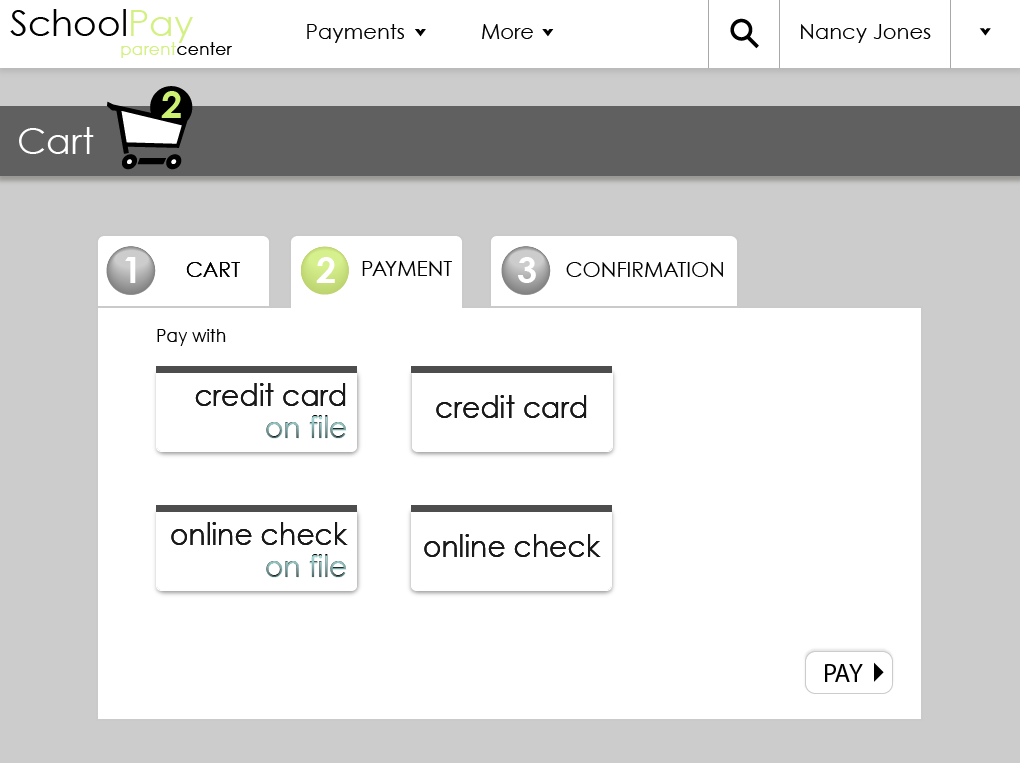 SchoolPay
parentcenter
Payments
More
Nancy Jones
2
Cart
1 CART
2 PAYMENT
3 CONFIRMATION
Pay with
credit card
on file
credit card
online check
on file
online check
PAY